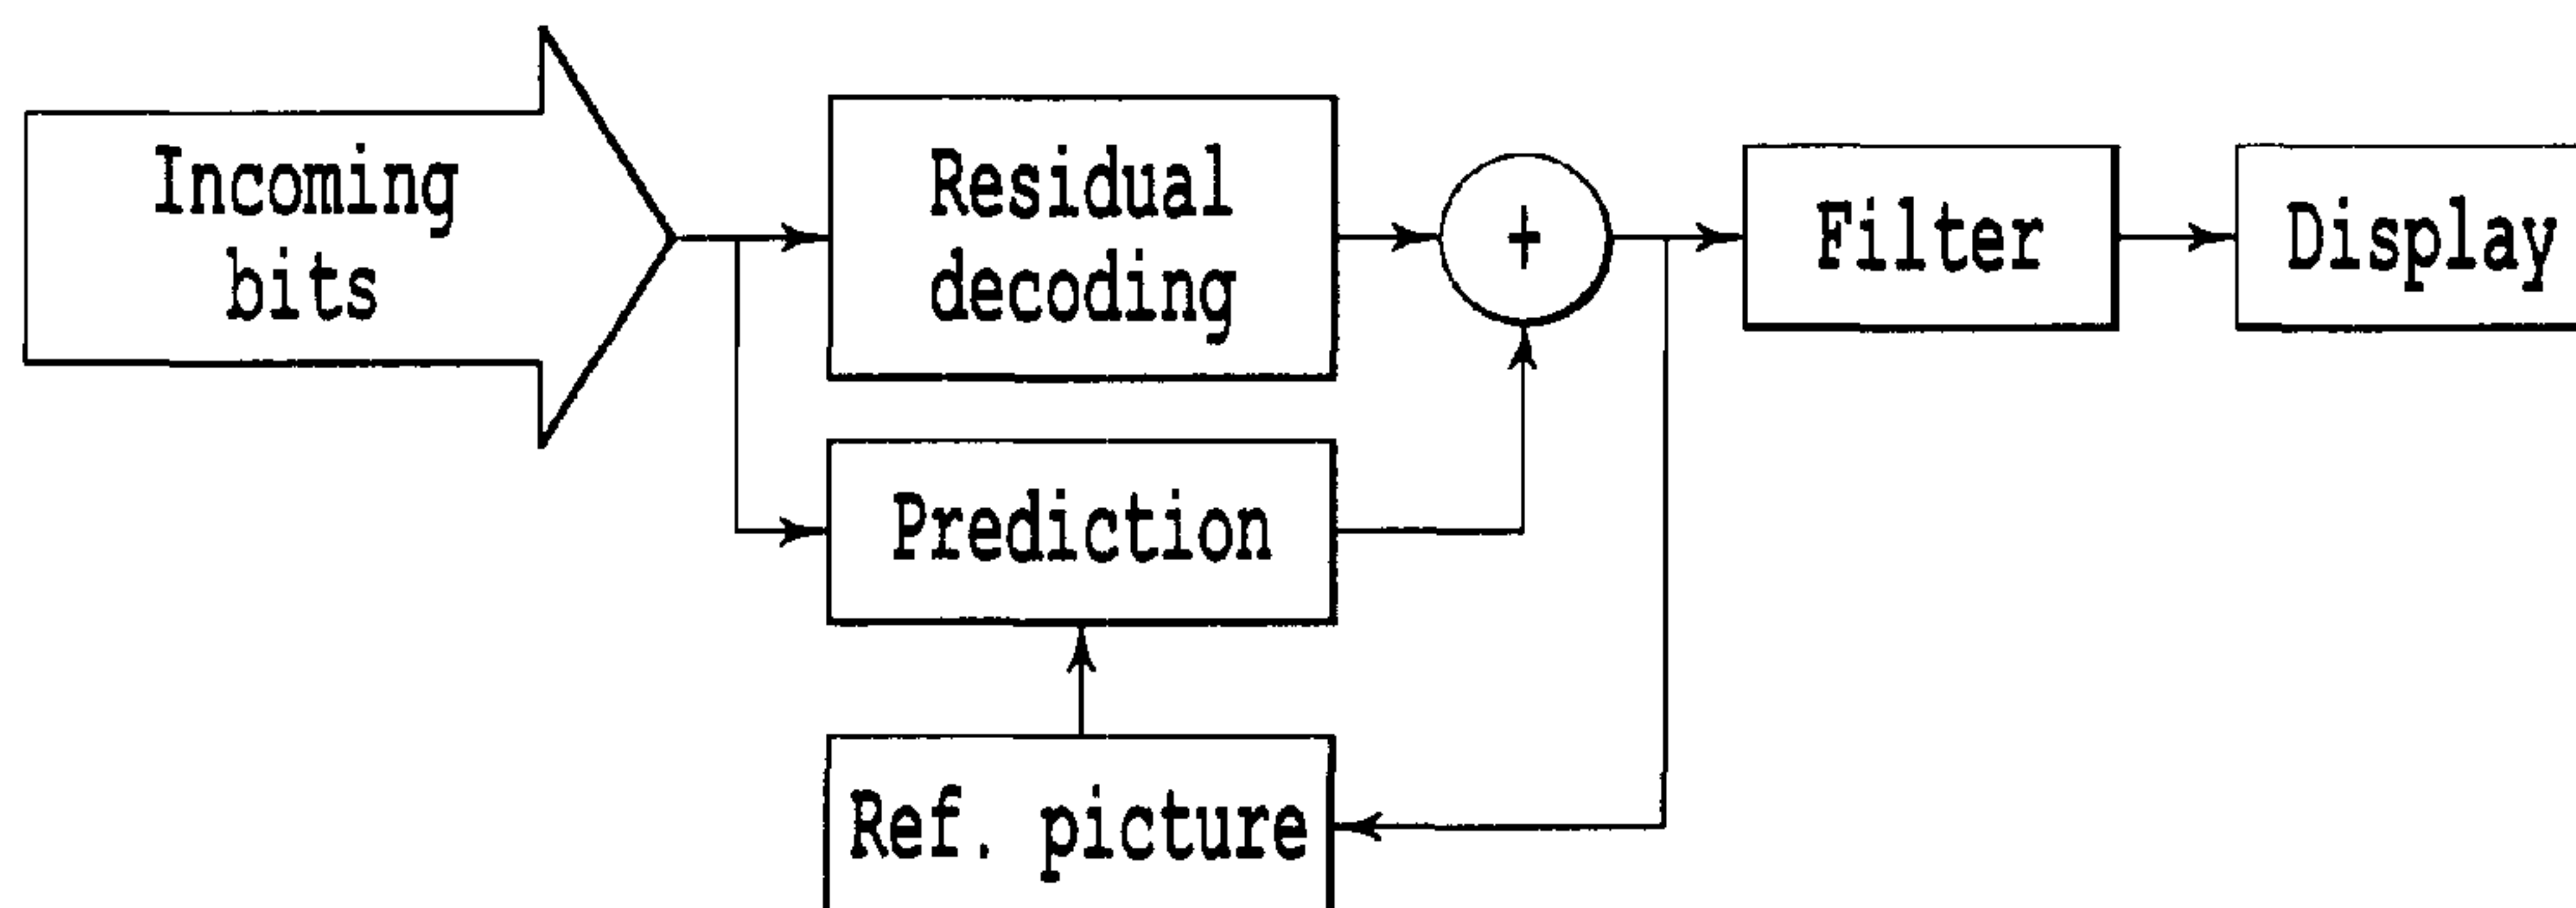 Incoming
bits
Residual
decoding
+
Filter
Display
Prediction
Ref. picture